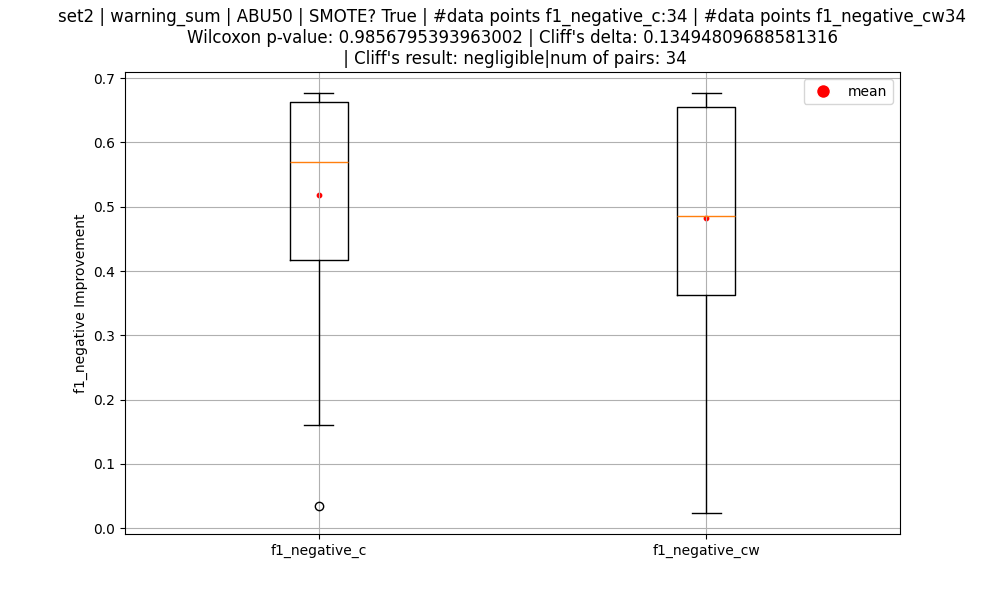 set2 | warning_sum | ABU50 | SMOTE? True | #data points f1_negative_c:34 | #data points f1_negative_cw34
Wilcoxon p-value: 0.9856795393963002 | Cliff's delta: 0.13494809688581316
| Cliff's result: negligible|num of pairs: 34
mean
f1_negative Improvement
0.7
0.6
0.5
0.4
0.3
0.2
0.1
0.0
f1_negative_c
f1_negative_cw